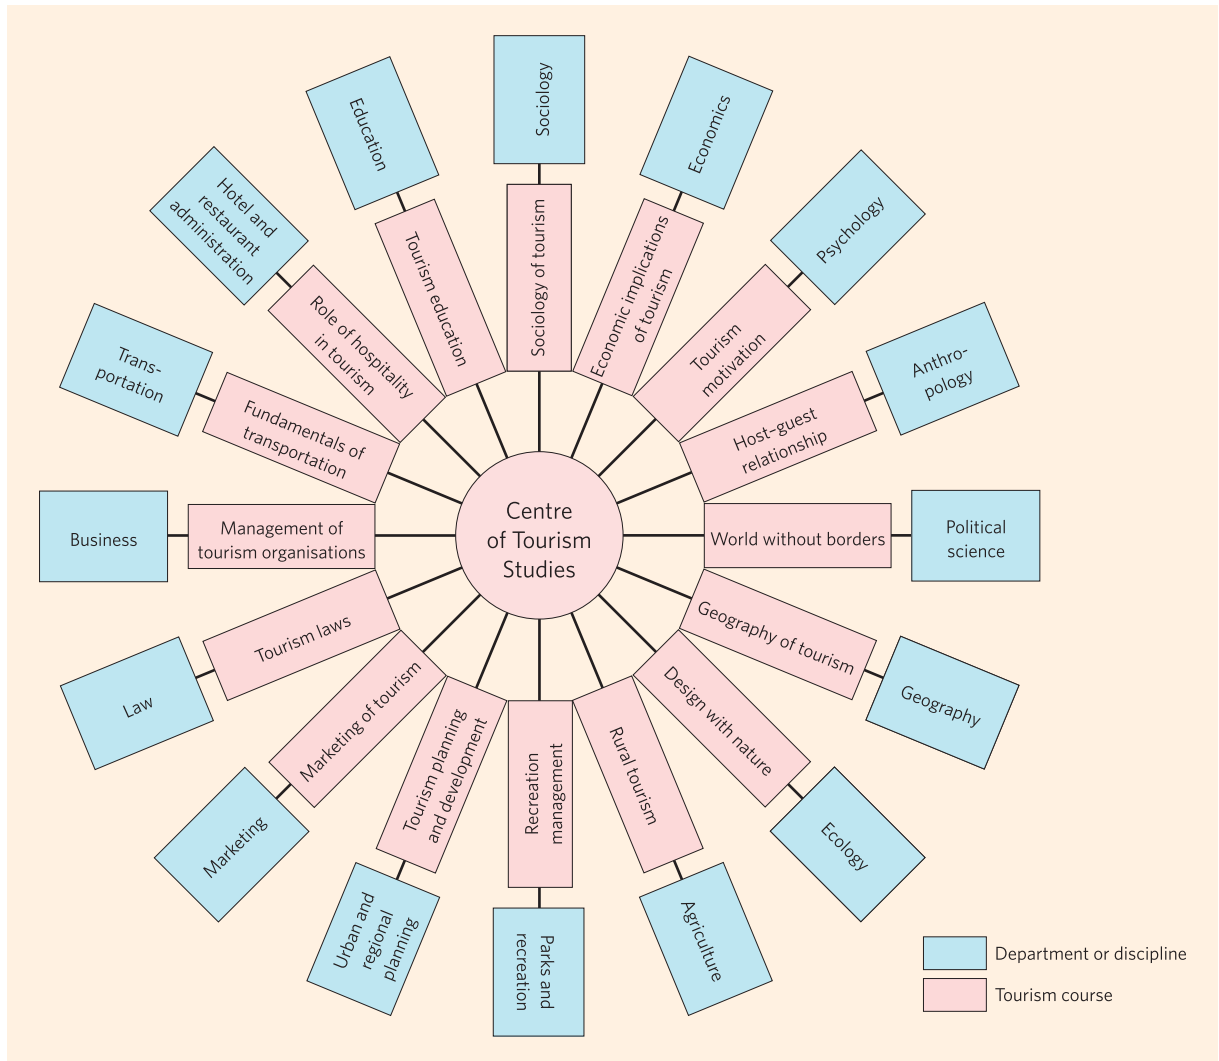 Sociology
Sociology of tourism
Economics
Economic implications
of tourism
Psychology
Tourism
motivation
Anthro-
pology
Host–guest
relationship
Political
science
World without borders
Geography
Geography of tourism
Ecology
Design with nature
Agriculture
Rural tourism
Parks and
recreation
Recreation
management
Urban and
regional
planning
Tourism planning
and development
Marketing
Marketing of tourism
Law
Tourism laws
Business
Management of
tourism organisations
Trans-
portation
Fundamentals of
transportation
Hotel and
restaurant
administration
Role of hospitality
in tourism
Education
Tourism education
Centre
of Tourism
Studies
Department or discipline
Tourism course